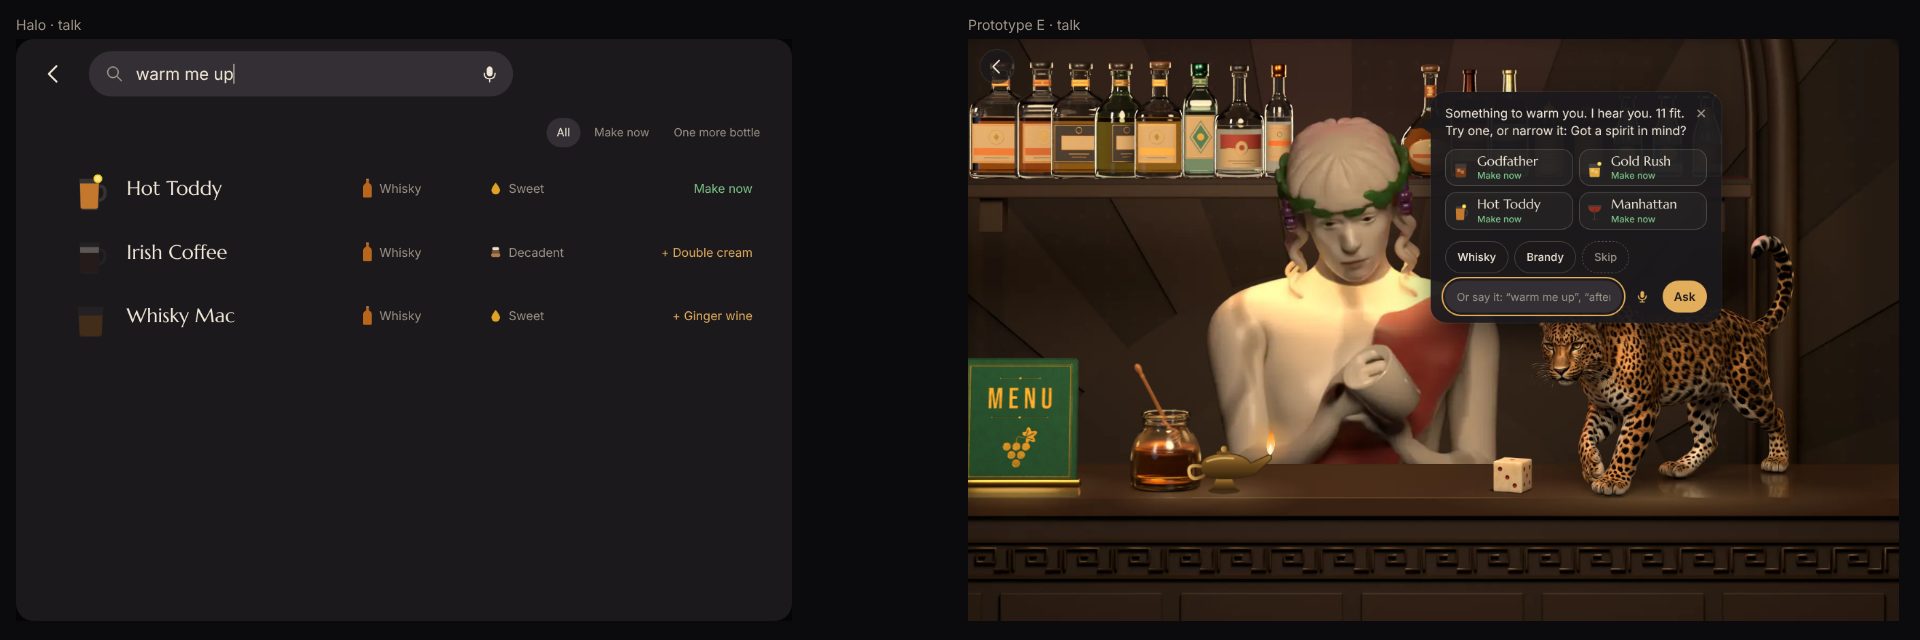 Halo · talk
warm me up
All Make now One more bottle
Hot Toddy Whisky Sweet Make now
Irish Coffee Whisky Decadent + Double cream
Whisky Mac Whisky Sweet + Ginger wine
Prototype E · talk
Something to warm you. I hear you. 11 fit.
Try one, or narrow it: Got a spirit in mind?
Godfather Gold Rush
Make now Make now
Hot Toddy Manhattan
Make now Make now
Whisky Brandy Skip
Or say it: “warm me up”, “after Ask
MENU